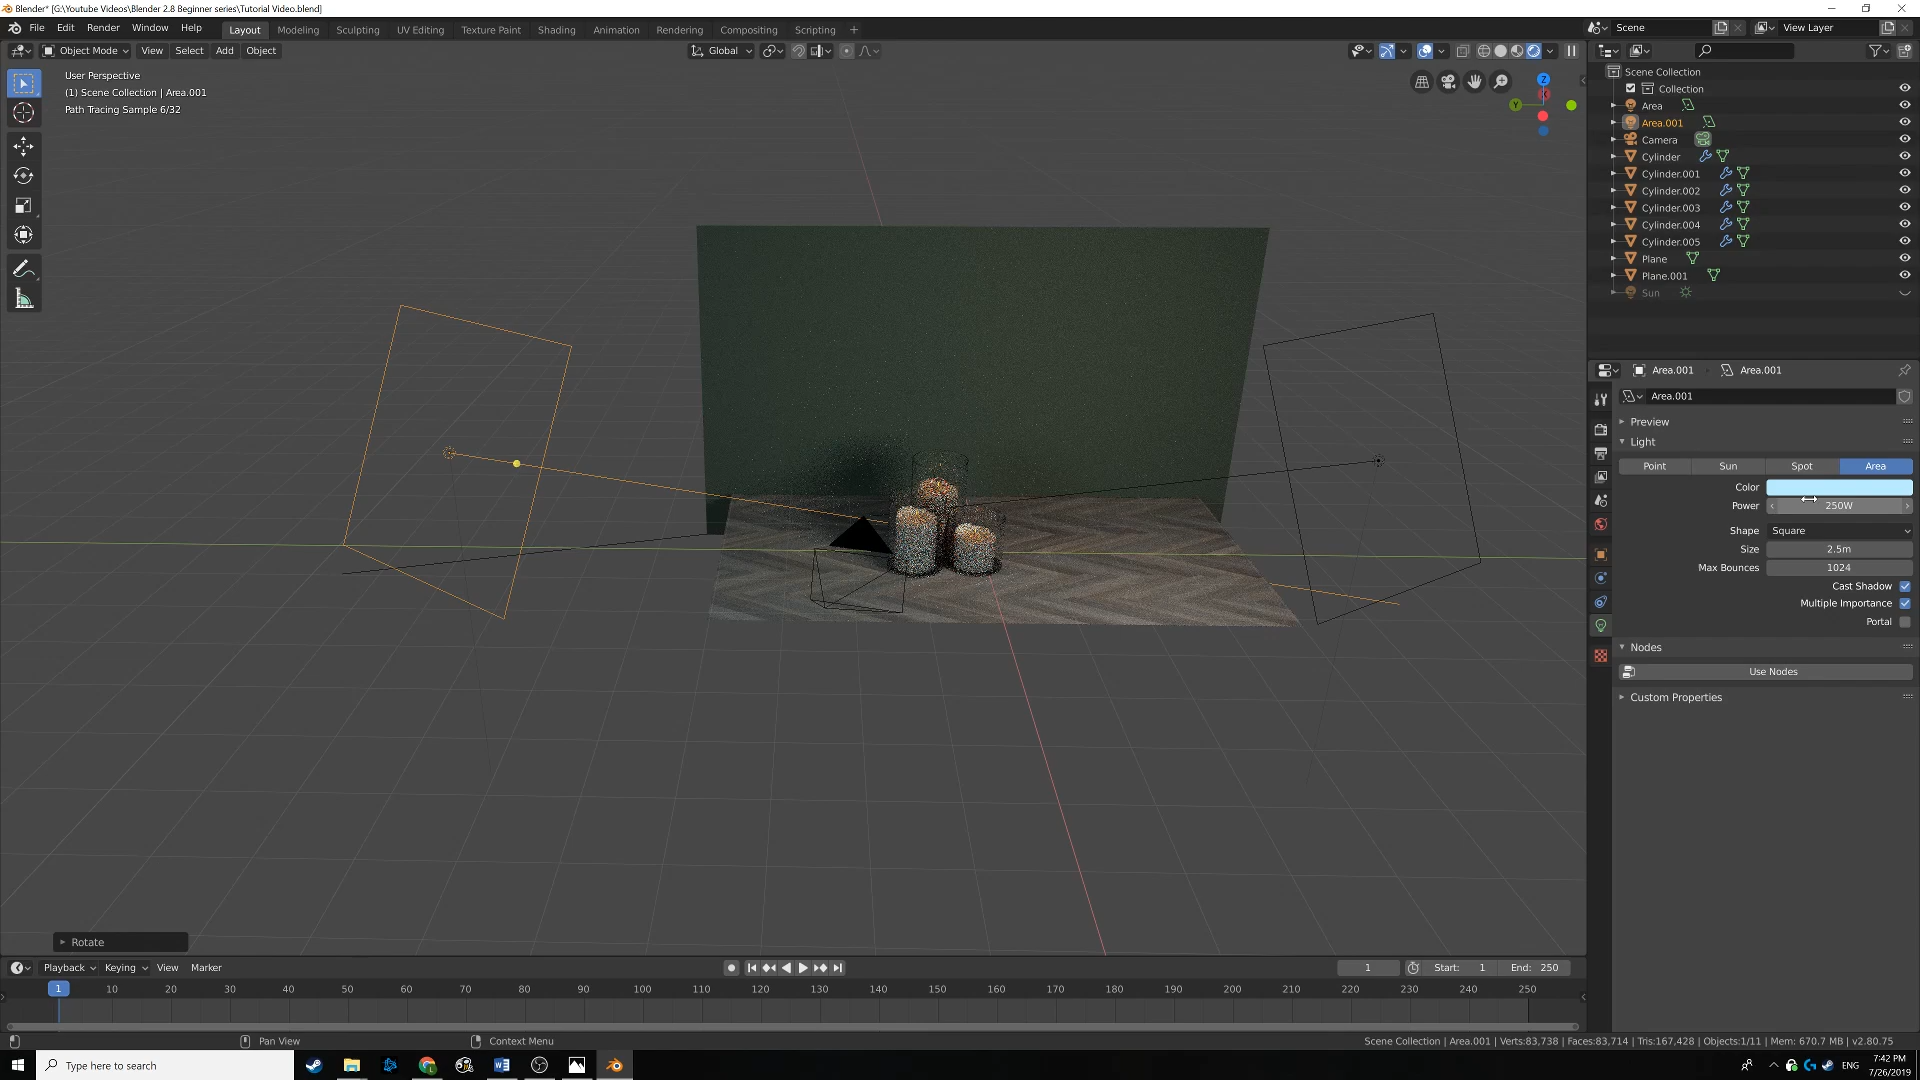 Blender* [G:\Youtube Videos\Blender 2.8 Beginner series\Tutorial Video.blend]
File Edit Render Window Help Layout Modeling Sculpting UV Editing Texture Paint Shading Animation Rendering Compositing Scripting + Scene View Layer
Object Mode View Select Add Object Global
User Perspective
(1) Scene Collection | Area.001
Path Tracing Sample 6/32
Z
X
Y
Scene Collection
Collection
Area
Area.001
Camera
Cylinder
Cylinder.001
Cylinder.002
Cylinder.003
Cylinder.004
Cylinder.005
Plane
Plane.001
Sun
Area.001 Area.001
Area.001
Preview
Light
Point Sun Spot Area
Color
Power 250W
Shape Square
Size 2.5m
Max Bounces 1024
Cast Shadow
Multiple Importance
Portal
Nodes
Use Nodes
Custom Properties
Rotate
Playback Keying View Marker 1 Start: 1 End: 250
1 10 20 30 40 50 60 70 80 90 100 110 120 130 140 150 160 170 180 190 200 210 220 230 240 250
Pan View Context Menu Scene Collection | Area.001 | Verts:83,738 | Faces:83,714 | Tris:167,428 | Objects:1/11 | Mem: 670.7 MB | v2.80.75
Type here to search ENG 7:42 PM
7/26/2019